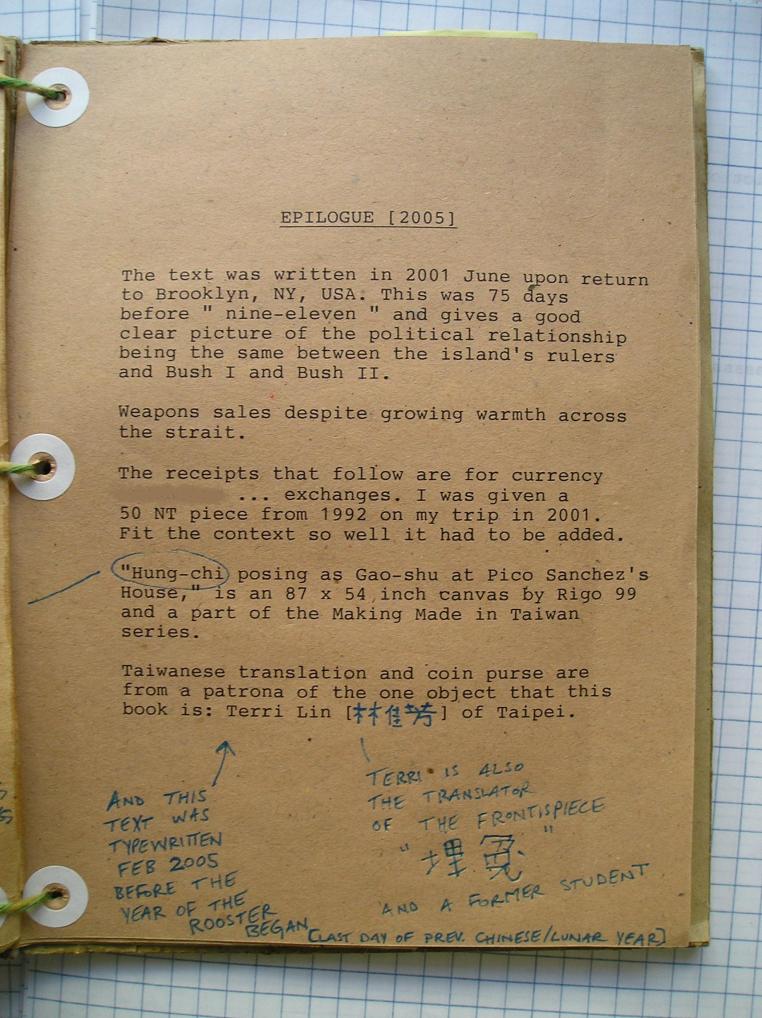 EPILOGUE [2005]
The text was written in 2001 June upon return
to Brooklyn, NY, USA. This was 75 days
before " nine-eleven " and gives a good
clear picture of the political relationship
being the same between the island's rulers
and Bush I and Bush II.
Weapons sales despite growing warmth across
the strait.
The receipts that follow are for currency
... exchanges. I was given a
50 NT piece from 1992 on my trip in 2001.
Fit the context so well it had to be added.
"Hung-chi posing as Gao-shu at Pico Sanchez's
House," is an 87 x 54 inch canvas by Rigo 99
and a part of the Making Made in Taiwan
series.
Taiwanese translation and coin purse are
from a patrona of the one object that this
book is: Terri Lin [林佳芳] of Taipei.
AND THIS
TEXT WAS
TYPEWRITTEN
FEB 2005
BEFORE THE
YEAR OF THE
ROOSTER
BEGAN
[LAST DAY OF PREV. CHINESE/LUNAR YEAR]
TERRI IS ALSO
THE TRANSLATOR
OF THE FRONTISPIECE
"埋冤"
AND A FORMER STUDENT